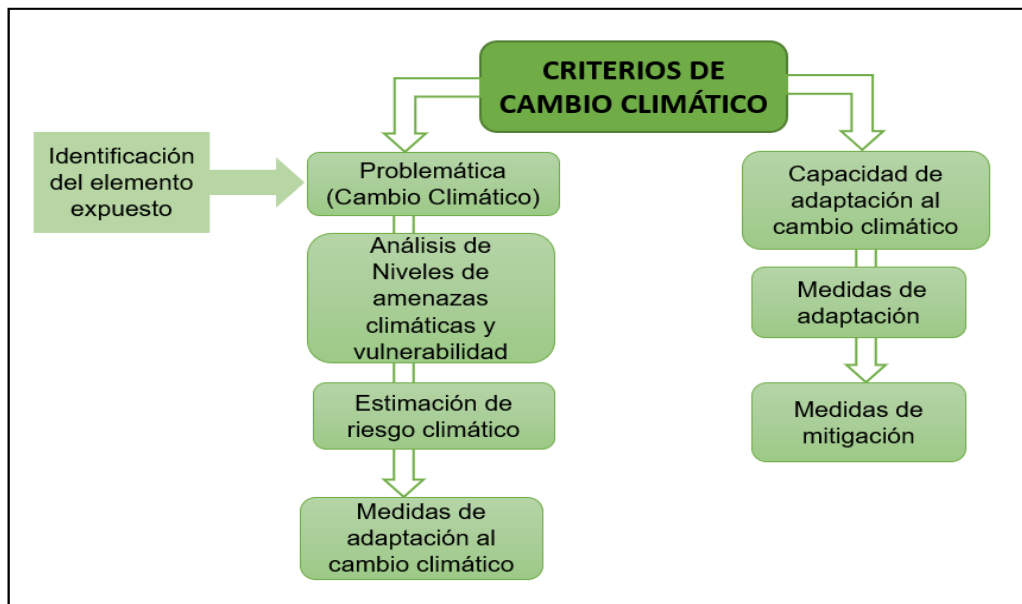 CRITERIOS DE
CAMBIO CLIMÁTICO
Identificación
del elemento
expuesto
Problemática
(Cambio Climático)
Análisis de
Niveles de
amenazas
climáticas y
vulnerabilidad
Estimación de
riesgo climático
Medidas de
adaptación al
cambio climático
Capacidad de
adaptación al
cambio climático
Medidas de
adaptación
Medidas de
mitigación